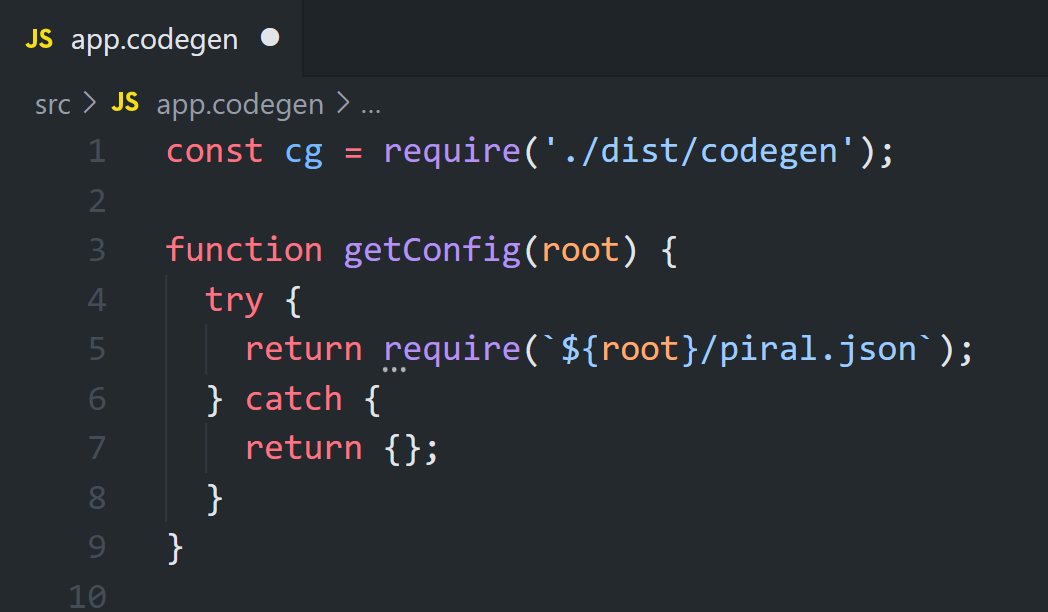 JS app.codegen
src > JS app.codegen > ...
1 const cg = require('./dist/codegen');
2
3 function getConfig(root) {
4 try {
5 return require(`${root}/piral.json`);
6 } catch {
7 return {};
8 }
9 }
10